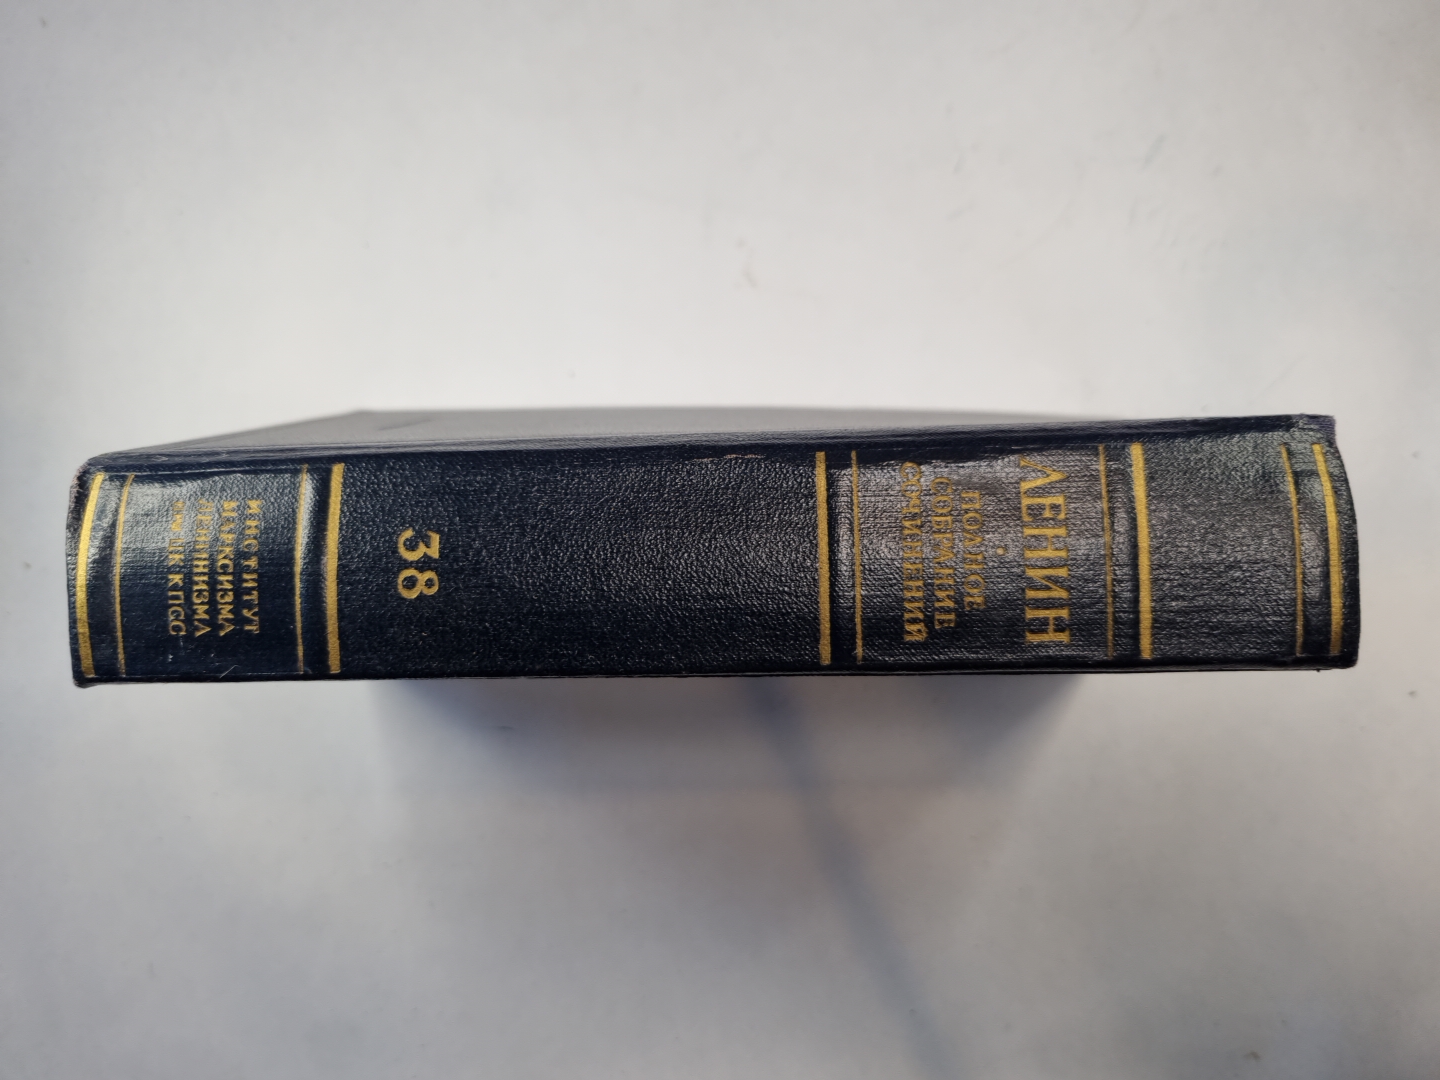 ЛЕНИН
ПОЛНОЕ
СОБРАНИЕ
СОЧИНЕНИЙ
38
ИНСТИТУТ
МАРКСИЗМА
ЛЕНИНИЗМА
ПРИ ЦК КПСС